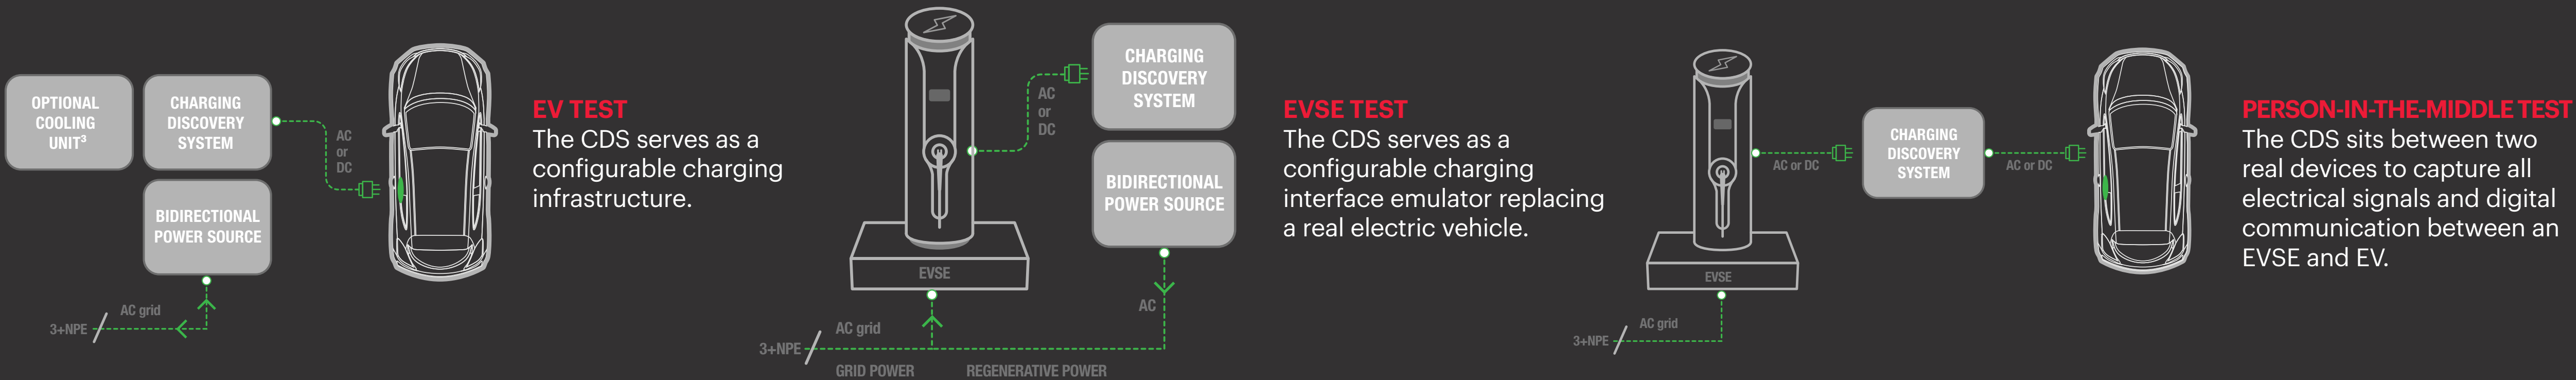 OPTIONAL
COOLING
UNIT³
CHARGING
DISCOVERY
SYSTEM
BIDIRECTIONAL
POWER SOURCE
AC
or
DC
AC grid
3+NPE
EV TEST
The CDS serves as a
configurable charging
infrastructure.
EVSE
AC
or
DC
CHARGING
DISCOVERY
SYSTEM
BIDIRECTIONAL
POWER SOURCE
AC
AC grid
3+NPE
GRID POWER
REGENERATIVE POWER
EVSE TEST
The CDS serves as a
configurable charging
interface emulator replacing
a real electric vehicle.
EVSE
AC grid
3+NPE
AC or DC
CHARGING
DISCOVERY
SYSTEM
AC or DC
PERSON-IN-THE-MIDDLE TEST
The CDS sits between two
real devices to capture all
electrical signals and digital
communication between an
EVSE and EV.